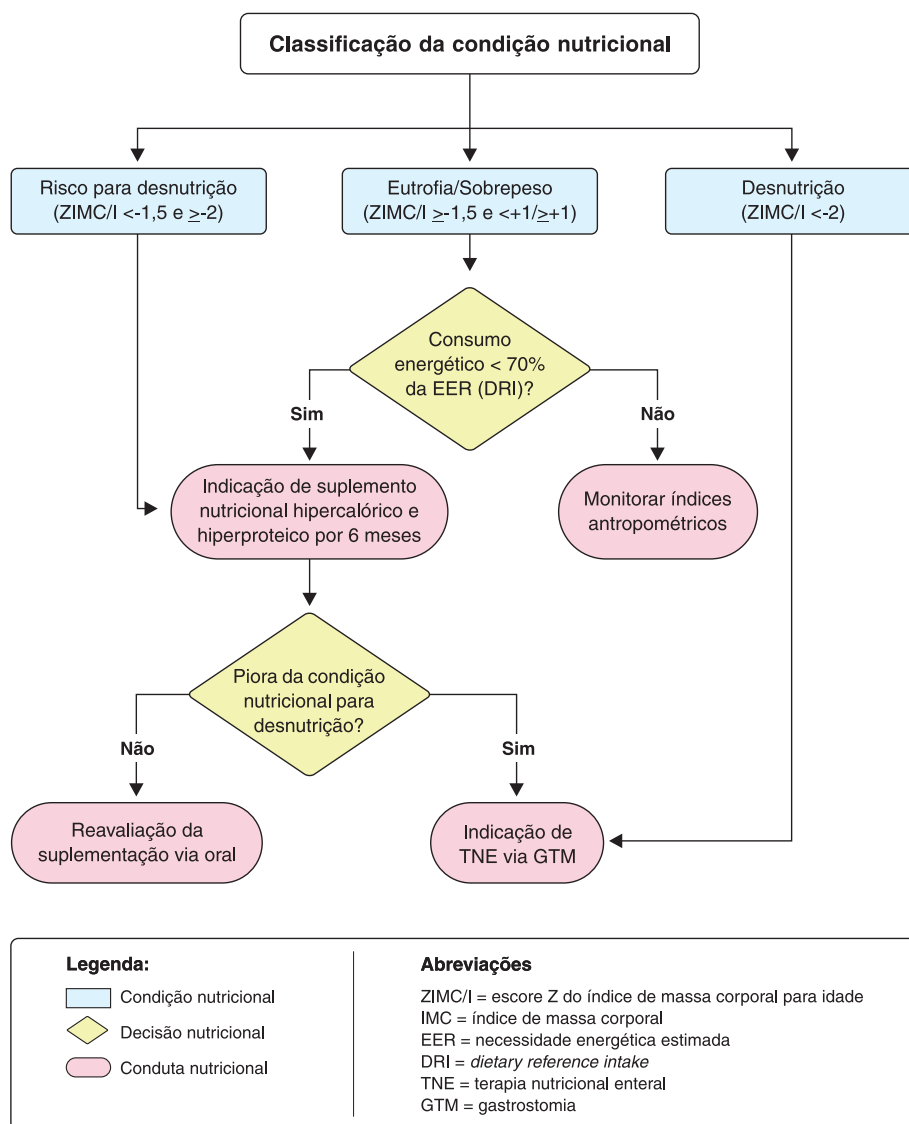 Classificação da condição nutricional
Risco para desnutrição
(ZIMC/I <-1,5 e ≥-2)
Eutrofia/Sobrepeso
(ZIMC/I ≥-1,5 e <+1/≥+1)
Desnutrição
(ZIMC/I <-2)
Consumo
energético < 70%
da EER (DRI)?
Sim
Não
Indicação de suplemento
nutricional hipercalórico e
hiperproteico por 6 meses
Monitorar índices
antropométricos
Piora da condição
nutricional para
desnutrição?
Não
Sim
Reavaliação da
suplementação via oral
Indicação de
TNE via GTM
Legenda:
Condição nutricional
Decisão nutricional
Conduta nutricional
Abreviações
ZIMC/I = escore Z do índice de massa corporal para idade
IMC = índice de massa corporal
EER = necessidade energética estimada
DRI = dietary reference intake
TNE = terapia nutricional enteral
GTM = gastrostomia